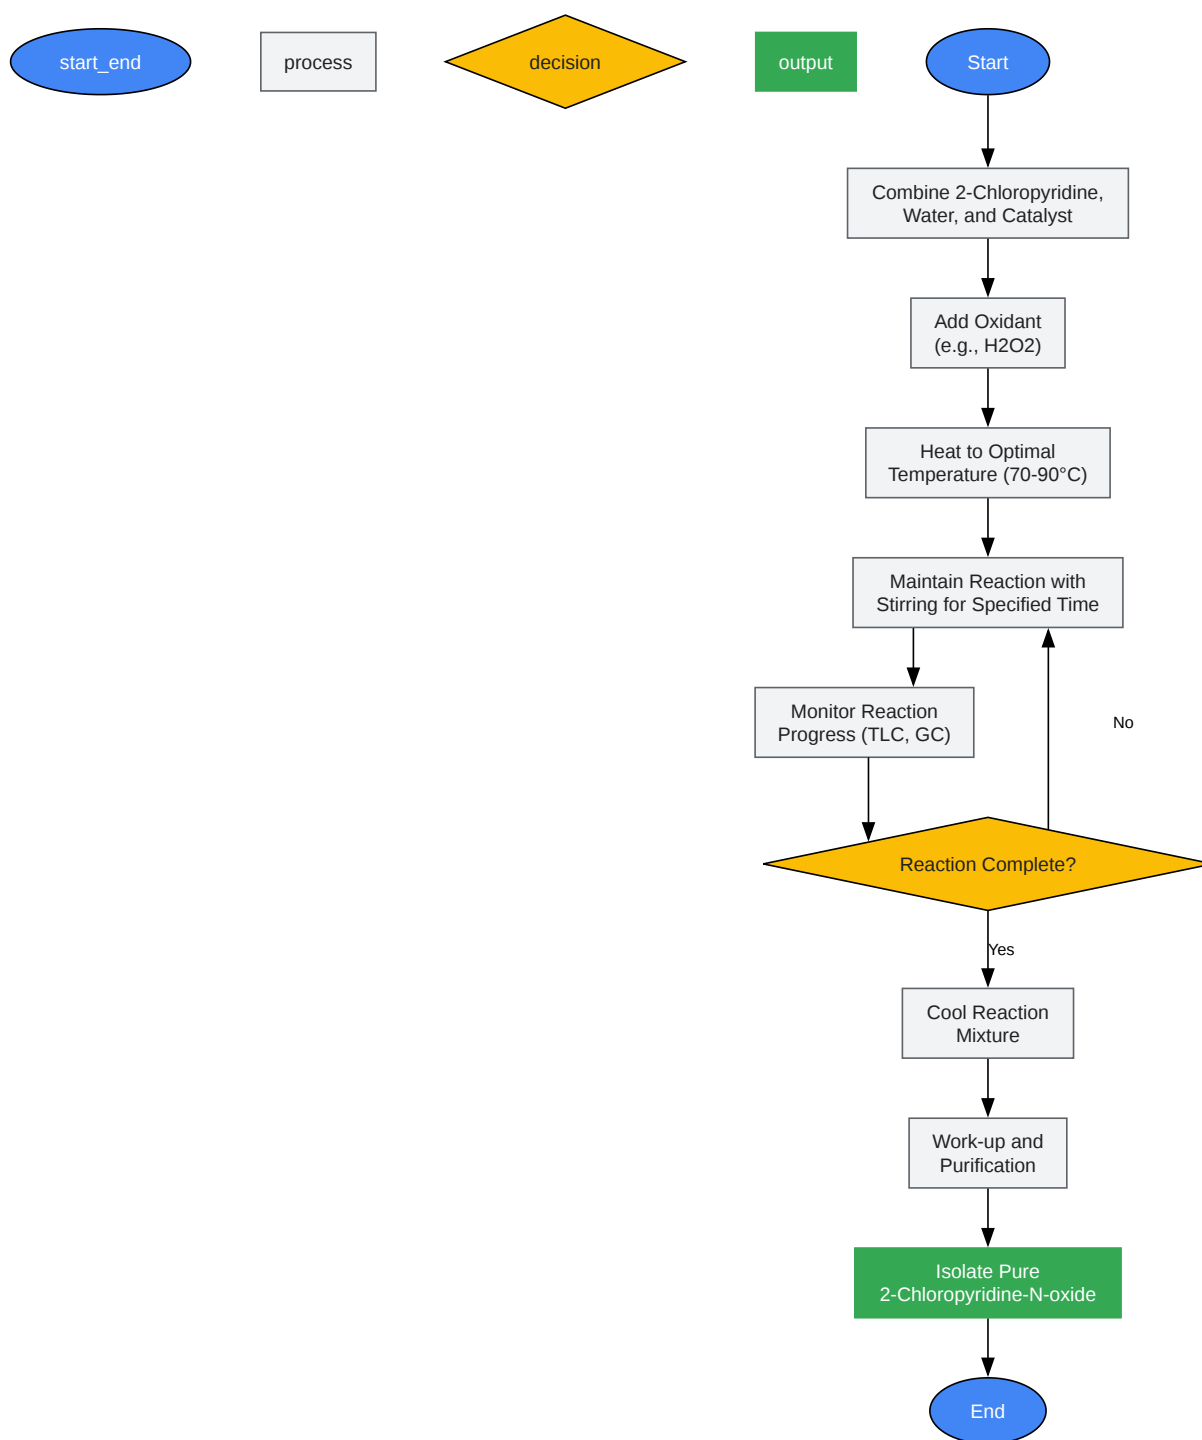 start_end
process
decision
output
Start
Combine 2-Chloropyridine,
Water, and Catalyst
Add Oxidant
(e.g., H2O2)
Heat to Optimal
Temperature (70-90°C)
Maintain Reaction with
Stirring for Specified Time
Monitor Reaction
Progress (TLC, GC)
No
Reaction Complete?
Yes
Cool Reaction
Mixture
Work-up and
Purification
Isolate Pure
2-Chloropyridine-N-oxide
End